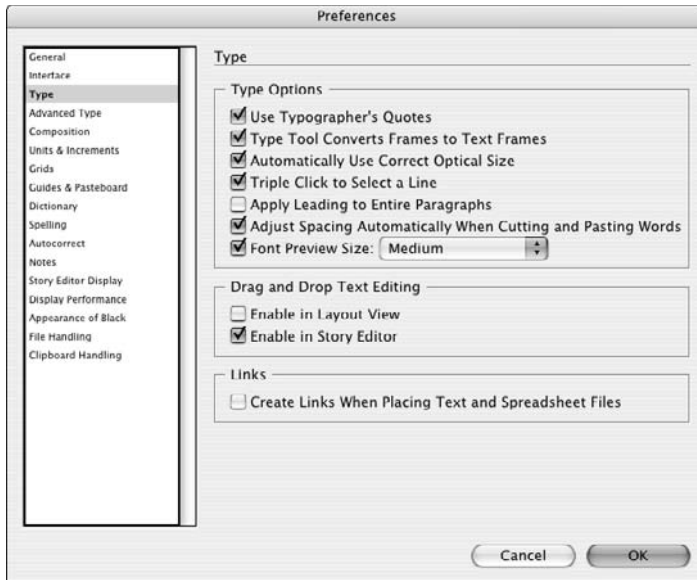 Preferences
General
Interface
Type
Advanced Type
Composition
Units & Increments
Grids
Guides & Pasteboard
Dictionary
Spelling
Autocorrect
Notes
Story Editor Display
Display Performance
Appearance of Black
File Handling
Clipboard Handling
Type
Type Options
Use Typographer's Quotes
Type Tool Converts Frames to Text Frames
Automatically Use Correct Optical Size
Triple Click to Select a Line
Apply Leading to Entire Paragraphs
Adjust Spacing Automatically When Cutting and Pasting Words
Font Preview Size: Medium
Drag and Drop Text Editing
Enable in Layout View
Enable in Story Editor
Links
Create Links When Placing Text and Spreadsheet Files
Cancel OK